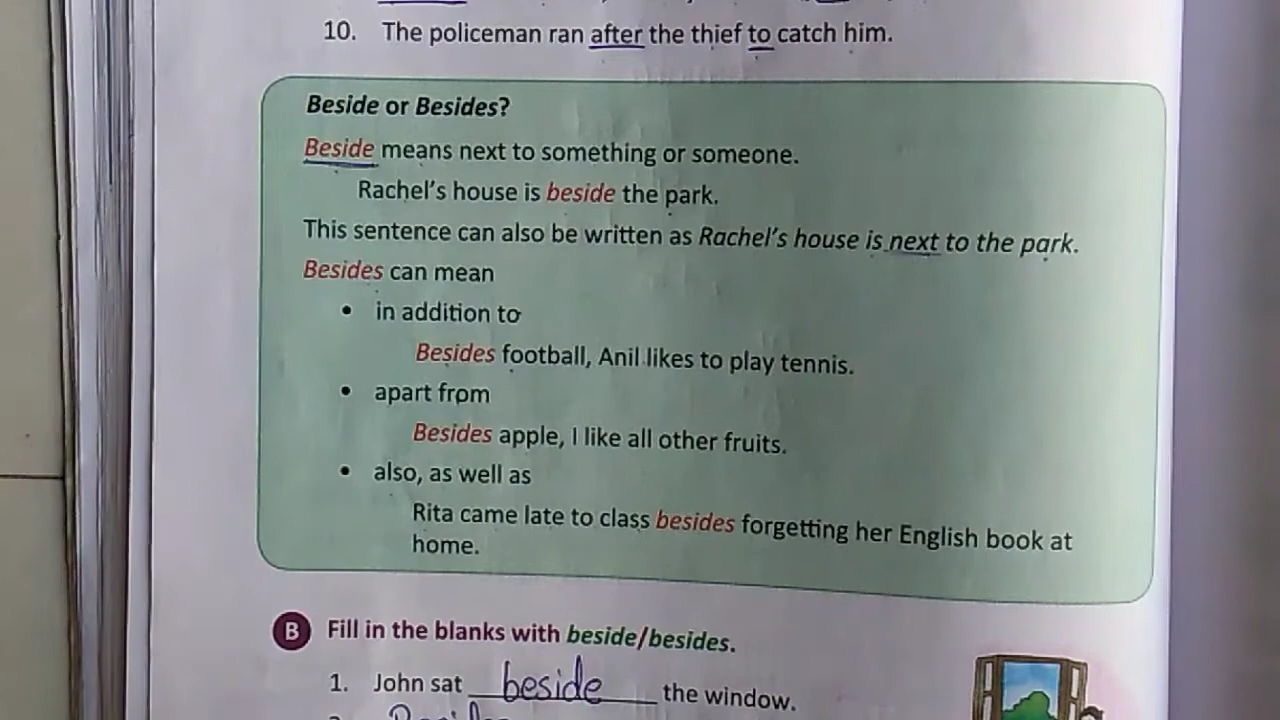 10. The policeman ran after the thief to catch him.
Beside or Besides?
Beside means next to something or someone.
Rachel's house is beside the park.
This sentence can also be written as Rachel's house is next to the park.
Besides can mean
• in addition to
Besides football, Anil likes to play tennis.
• apart from
Besides apple, I like all other fruits.
• also, as well as
Rita came late to class besides forgetting her English book at
home.
B Fill in the blanks with beside/besides.
1. John sat beside the window.